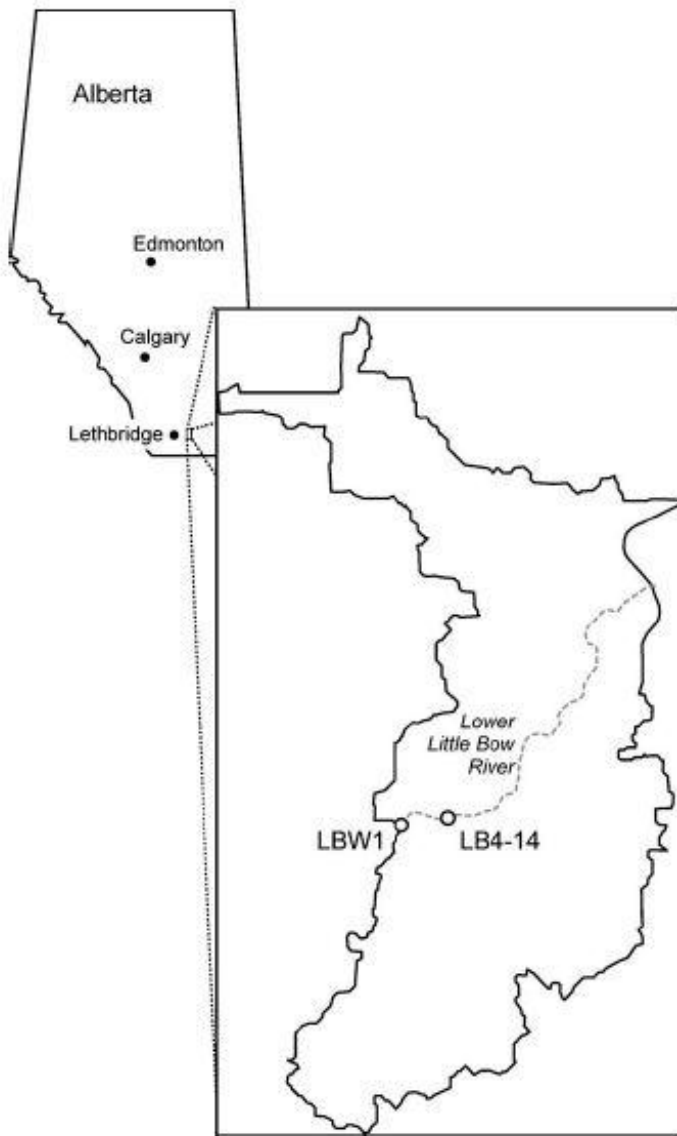 Alberta
Edmonton
Calgary
Lethbridge
Lower
Little Bow
River
LBW1
LB4-14